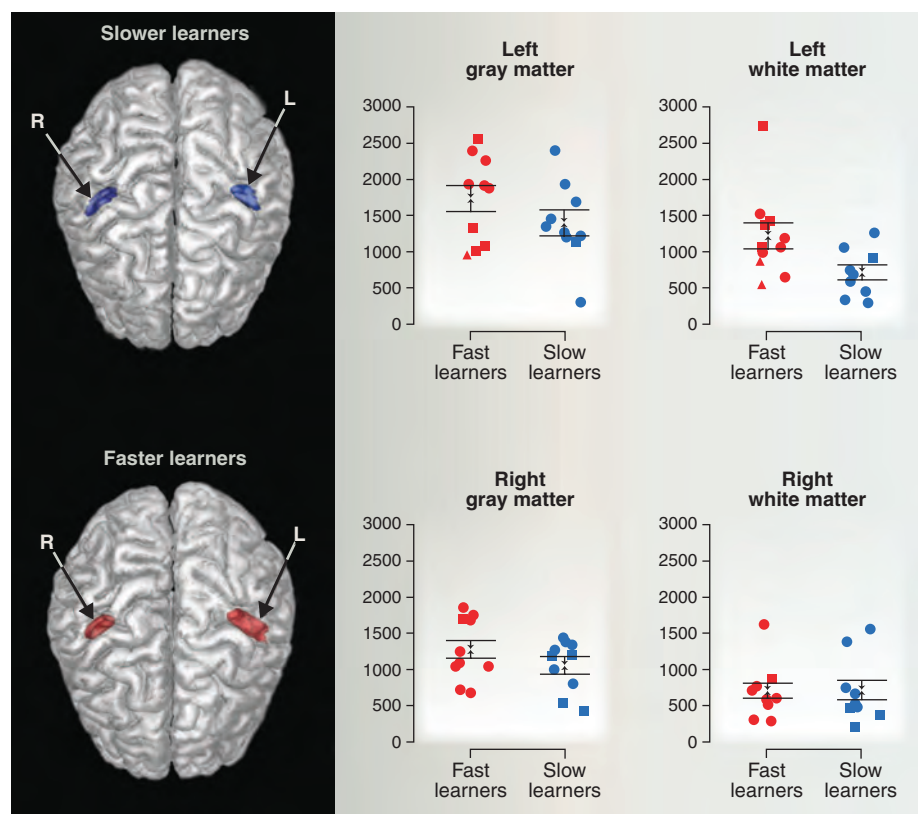 Slower learners
R
L
Faster learners
R
L
Left
gray matter
3000
2500
2000
1500
1000
500
0
Fast
learners
Slow
learners
Left
white matter
3000
2500
2000
1500
1000
500
0
Fast
learners
Slow
learners
Right
gray matter
3000
2500
2000
1500
1000
500
0
Fast
learners
Slow
learners
Right
white matter
3000
2500
2000
1500
1000
500
0
Fast
learners
Slow
learners